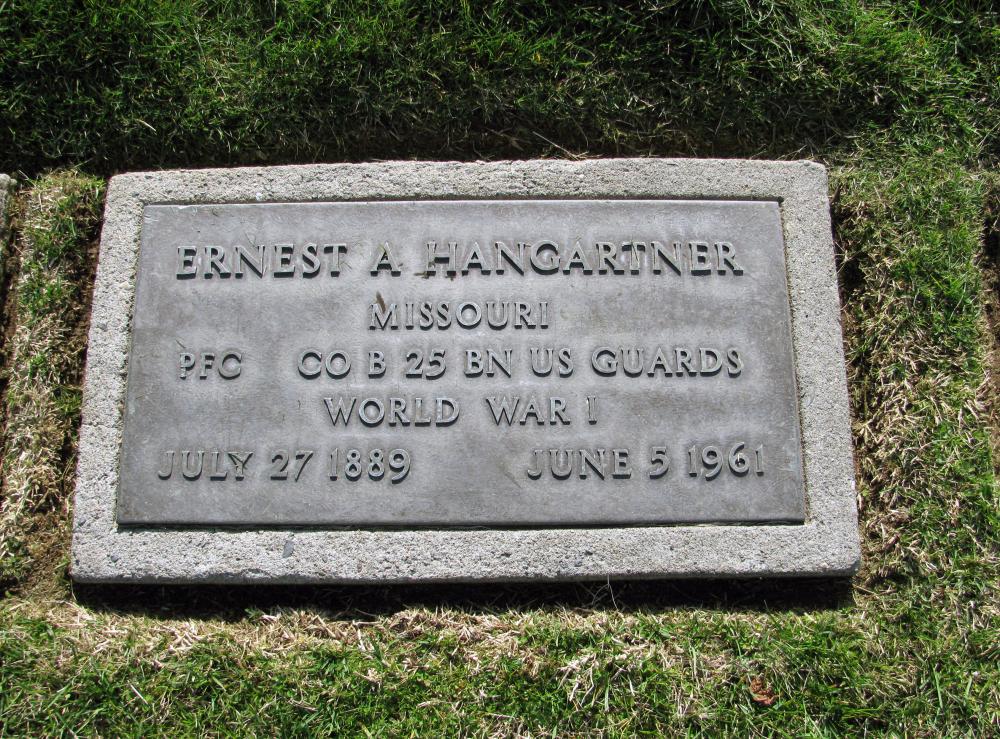 ERNEST A HANGARTNER
MISSOURI
PFC CO B 25 BN US GUARDS
WORLD WAR I
JULY 27 1889 JUNE 5 1961